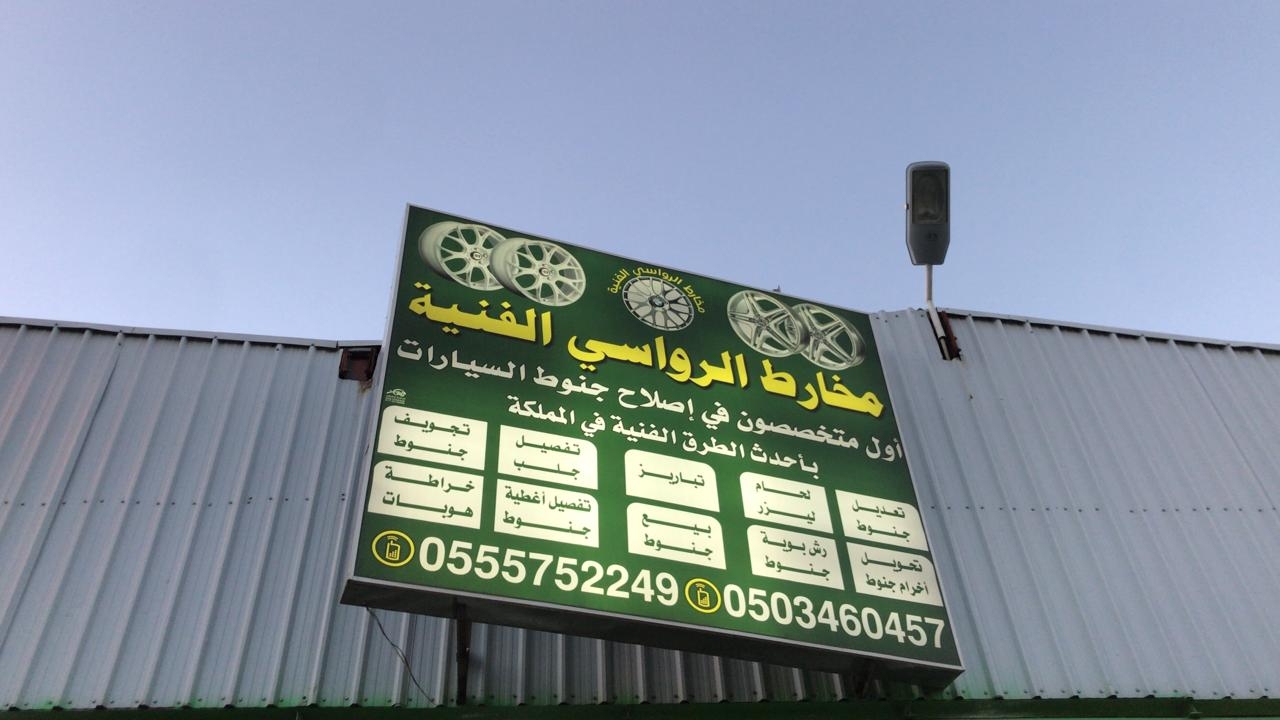 مخارط الرواسي الفنية
مخارط الرواسي الفنية
أول متخصصون في إصلاح جنوط السيارات
بأحدث الطرق الفنية في المملكة
تعديل
جنوط
لحام
ليزر
تباريز
تفصيل
جلب
تجويف
جنوط
تحويل
أخرام جنوط
رش بوية
جنوط
بيع
جنوط
تفصيل أغطية
جنوط
خراطة
هوبات
0503460457
0555752249